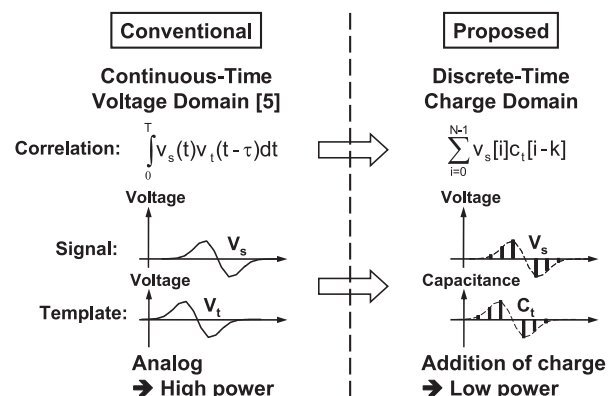 Conventional
Proposed
Continuous-Time
Voltage Domain [5]
Discrete-Time
Charge Domain
Correlation:
T
∫ v_s(t)v_t(t-τ)dt
0
N-1
∑ v_s[i]c_t[i-k]
i=0
Signal:
Voltage
V_s
Voltage
V_s
Template:
Voltage
V_t
Capacitance
C_t
Analog
➔ High power
Addition of charge
➔ Low power